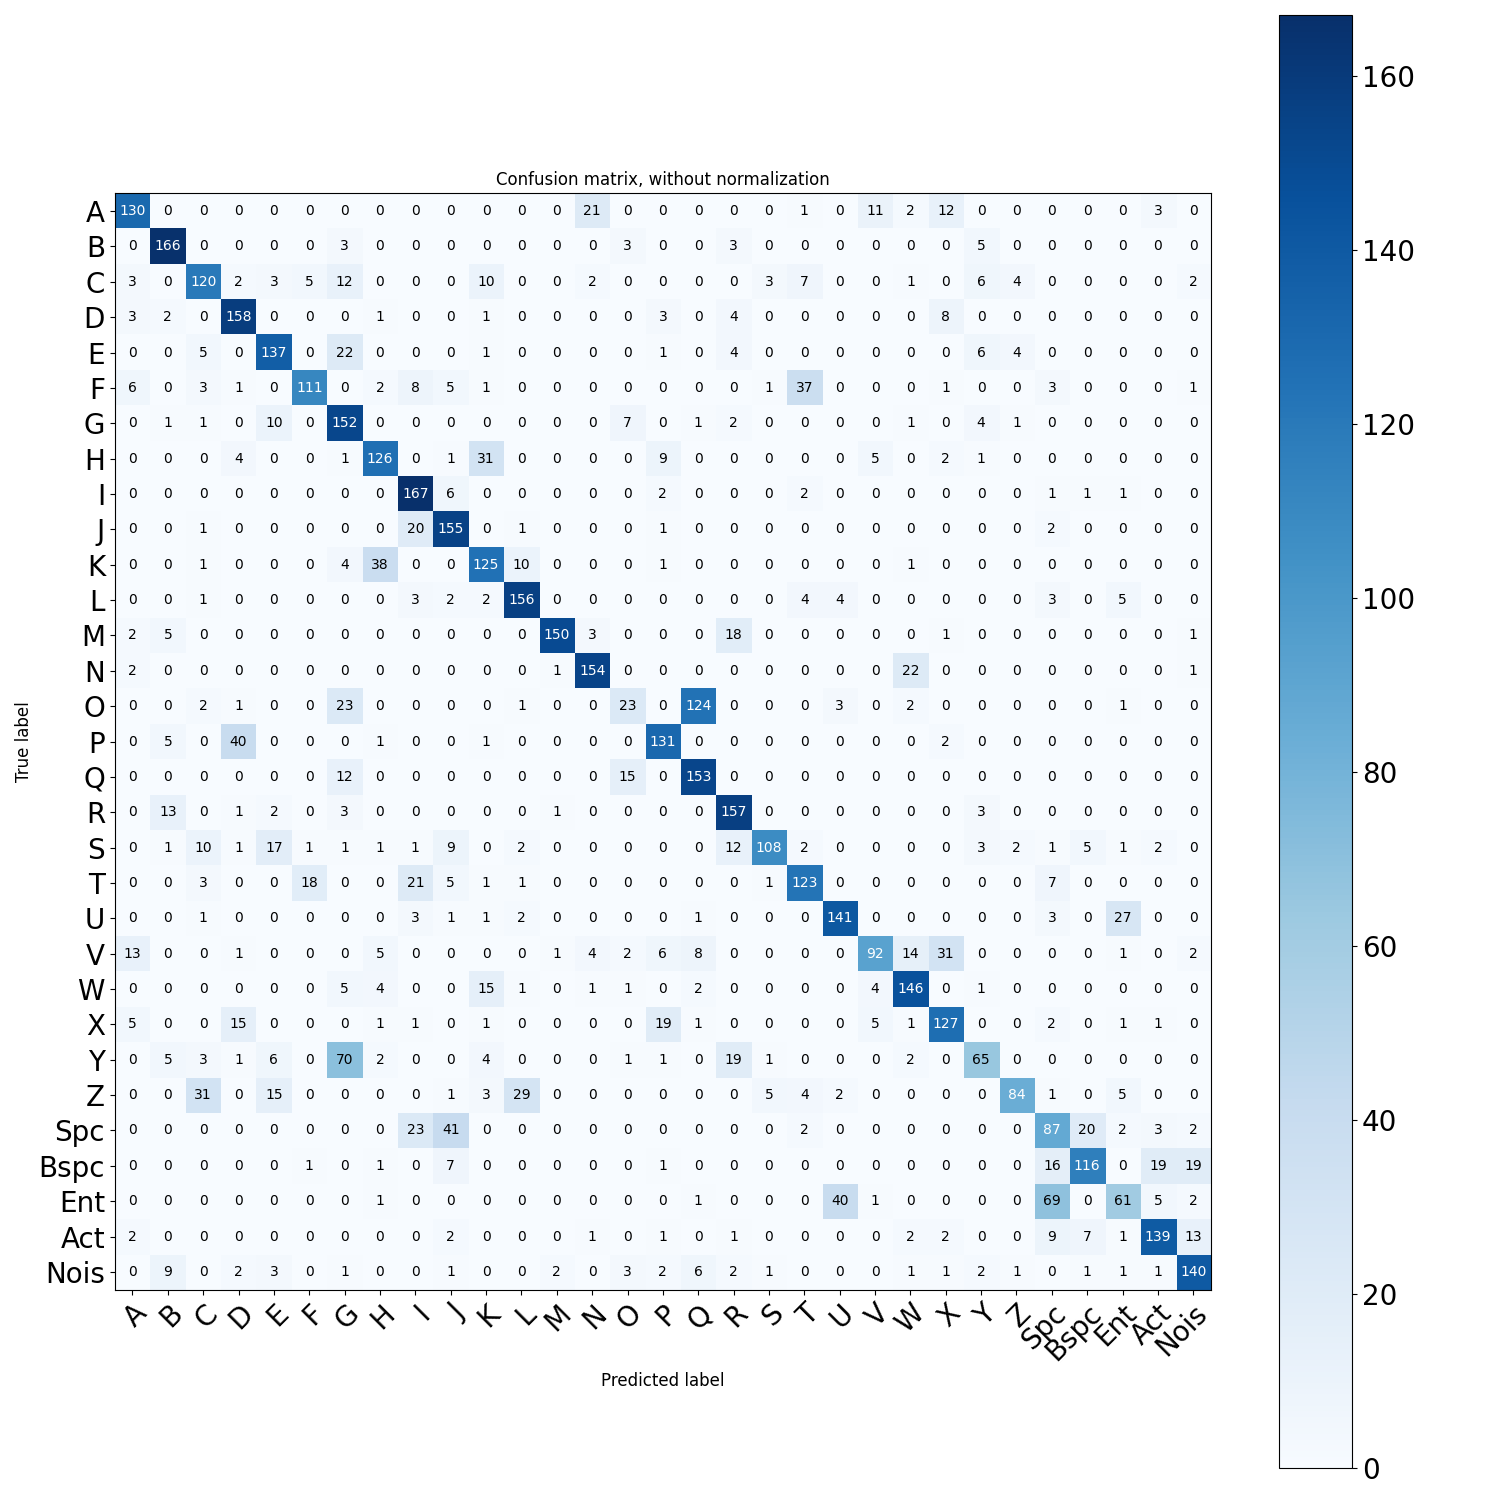 Confusion matrix, without normalization
A 130 0 0 0 0 0 0 0 0 0 0 0 0 21 0 0 0 0 0 1 0 11 2 12 0 0 0 0 0 3 0
B 0 166 0 0 0 0 3 0 0 0 0 0 0 0 3 0 0 3 0 0 0 0 0 0 5 0 0 0 0 0 0
C 3 0 120 2 3 5 12 0 0 0 10 0 0 2 0 0 0 0 3 7 0 0 1 0 6 4 0 0 0 0 2
D 3 2 0 158 0 0 0 1 0 0 1 0 0 0 0 3 0 4 0 0 0 0 0 8 0 0 0 0 0 0 0
E 0 0 5 0 137 0 22 0 0 0 1 0 0 0 0 1 0 4 0 0 0 0 0 0 6 4 0 0 0 0 0
F 6 0 3 1 0 111 0 2 8 5 1 0 0 0 0 0 0 0 1 37 0 0 0 1 0 0 3 0 0 0 1
G 0 1 1 0 10 0 152 0 0 0 0 0 0 0 7 0 1 2 0 0 0 0 1 0 4 1 0 0 0 0 0
H 0 0 0 4 0 0 1 126 0 1 31 0 0 0 0 9 0 0 0 0 0 5 0 2 1 0 0 0 0 0 0
I 0 0 0 0 0 0 0 0 167 6 0 0 0 0 0 2 0 0 0 2 0 0 0 0 0 0 1 1 1 0 0
J 0 0 1 0 0 0 0 0 20 155 0 1 0 0 0 1 0 0 0 0 0 0 0 0 0 0 2 0 0 0 0
K 0 0 1 0 0 0 4 38 0 0 125 10 0 0 0 1 0 0 0 0 0 0 1 0 0 0 0 0 0 0 0
L 0 0 1 0 0 0 0 0 3 2 2 156 0 0 0 0 0 0 0 4 4 0 0 0 0 0 3 0 5 0 0
M 2 5 0 0 0 0 0 0 0 0 0 0 150 3 0 0 0 18 0 0 0 0 0 1 0 0 0 0 0 0 1
N 2 0 0 0 0 0 0 0 0 0 0 0 1 154 0 0 0 0 0 0 0 0 22 0 0 0 0 0 0 0 1
O 0 0 2 1 0 0 23 0 0 0 0 1 0 0 23 0 124 0 0 0 3 0 2 0 0 0 0 0 1 0 0
P 0 5 0 40 0 0 0 1 0 0 1 0 0 0 0 131 0 0 0 0 0 0 0 2 0 0 0 0 0 0 0
Q 0 0 0 0 0 0 12 0 0 0 0 0 0 0 15 0 153 0 0 0 0 0 0 0 0 0 0 0 0 0 0
R 0 13 0 1 2 0 3 0 0 0 0 0 1 0 0 0 0 157 0 0 0 0 0 0 3 0 0 0 0 0 0
S 0 1 10 1 17 1 1 1 1 9 0 2 0 0 0 0 0 12 108 2 0 0 0 0 3 2 1 5 1 2 0
T 0 0 3 0 0 18 0 0 21 5 1 1 0 0 0 0 0 0 1 123 0 0 0 0 0 0 7 0 0 0 0
U 0 0 1 0 0 0 0 0 3 1 1 2 0 0 0 0 1 0 0 0 141 0 0 0 0 0 3 0 27 0 0
V 13 0 0 1 0 0 0 5 0 0 0 0 1 4 2 6 8 0 0 0 0 92 14 31 0 0 0 0 1 0 2
W 0 0 0 0 0 0 5 4 0 0 15 1 0 1 1 0 2 0 0 0 0 4 146 0 1 0 0 0 0 0 0
X 5 0 0 15 0 0 0 1 1 0 1 0 0 0 0 19 1 0 0 0 0 5 1 127 0 0 2 0 1 1 0
Y 0 5 3 1 6 0 70 2 0 0 4 0 0 0 1 1 0 19 1 0 0 0 2 0 65 0 0 0 0 0 0
Z 0 0 31 0 15 0 0 0 0 1 3 29 0 0 0 0 0 0 5 4 2 0 0 0 0 84 1 0 5 0 0
Spc 0 0 0 0 0 0 0 0 23 41 0 0 0 0 0 0 0 0 0 2 0 0 0 0 0 0 87 20 2 3 2
Bspc 0 0 0 0 0 1 0 1 0 7 0 0 0 0 0 1 0 0 0 0 0 0 0 0 0 0 16 116 0 19 19
Ent 0 0 0 0 0 0 0 1 0 0 0 0 0 0 0 0 1 0 0 0 40 1 0 0 0 0 69 0 61 5 2
Act 2 0 0 0 0 0 0 0 0 2 0 0 0 1 0 1 0 1 0 0 0 0 2 2 0 0 9 7 1 139 13
Nois 0 9 0 2 3 0 1 0 0 1 0 0 2 0 3 2 6 2 1 0 0 0 1 1 2 1 0 1 1 1 140
A B C D E F G H I J K L M N O P Q R S T U V W X Y Z Spc Bspc Ent Act Nois
True label
Predicted label
160
140
120
100
80
60
40
20
0